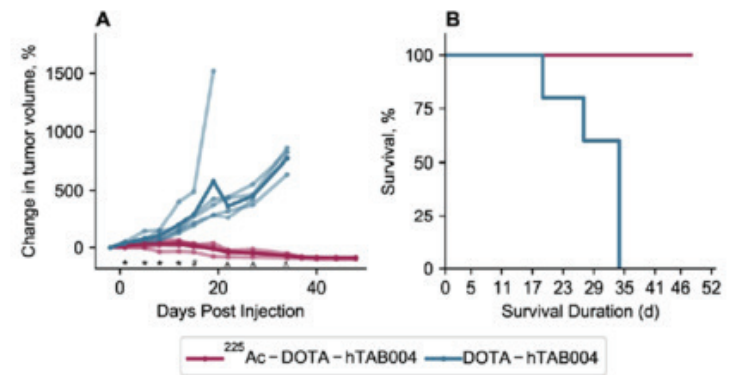 A
B
Change in tumor volume, %
1500
1000
500
0
* * * * * ^ ^ ^
0 20 40
Days Post Injection
Survival, %
100
75
50
25
0
0 5 11 17 23 29 35 41 46 52
Survival Duration (d)
225Ac-DOTA-hTAB004 DOTA-hTAB004